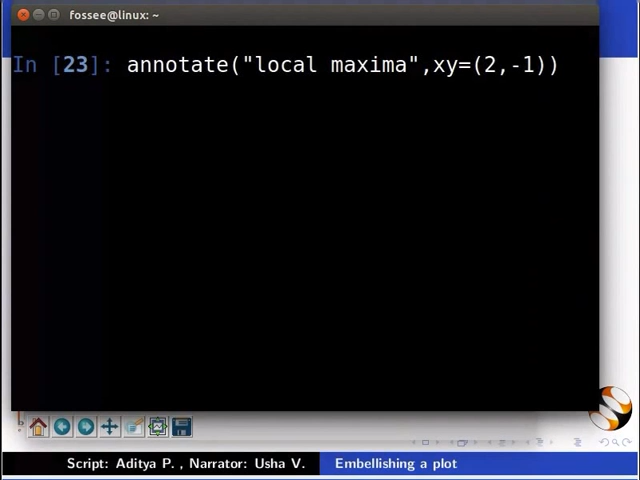 fossee@linux: ~
In [23]: annotate("local maxima",xy=(2,-1))
Script: Aditya P. , Narrator: Usha V.
Embellishing a plot